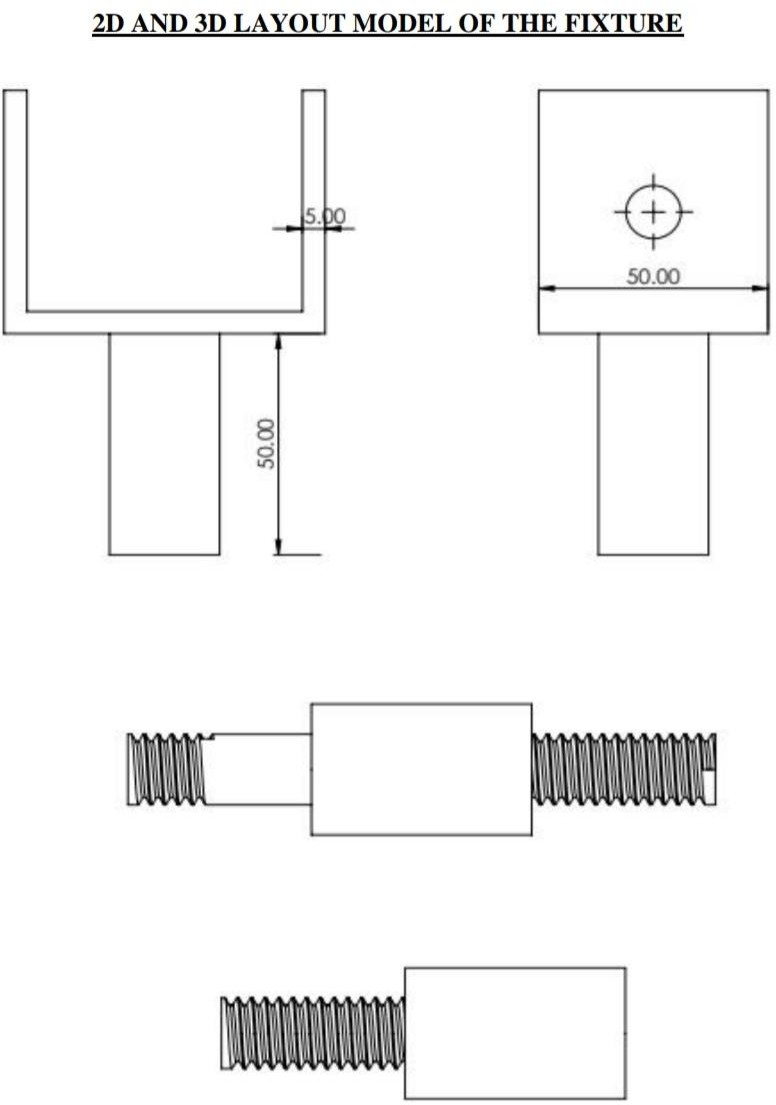 2D AND 3D LAYOUT MODEL OF THE FIXTURE
5.00
50.00
50.00